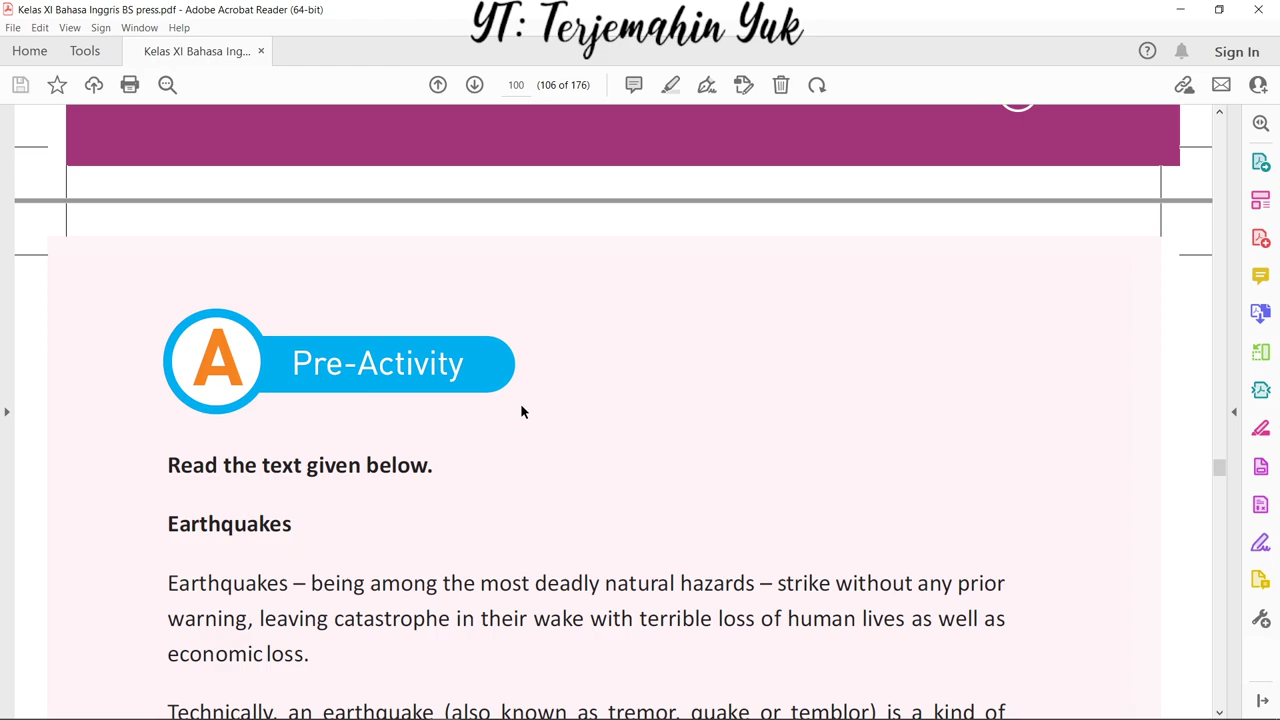 Kelas XI Bahasa Inggris BS press.pdf - Adobe Acrobat Reader (64-bit)
YT: Terjemahin Yuk
File Edit View Sign Window Help
Home Tools Kelas XI Bahasa Ing... × Sign In
100 (106 of 176)
A Pre-Activity
Read the text given below.
Earthquakes
Earthquakes – being among the most deadly natural hazards – strike without any prior
warning, leaving catastrophe in their wake with terrible loss of human lives as well as
economic loss.
Technically, an earthquake (also known as tremor, quake or temblor) is a kind of